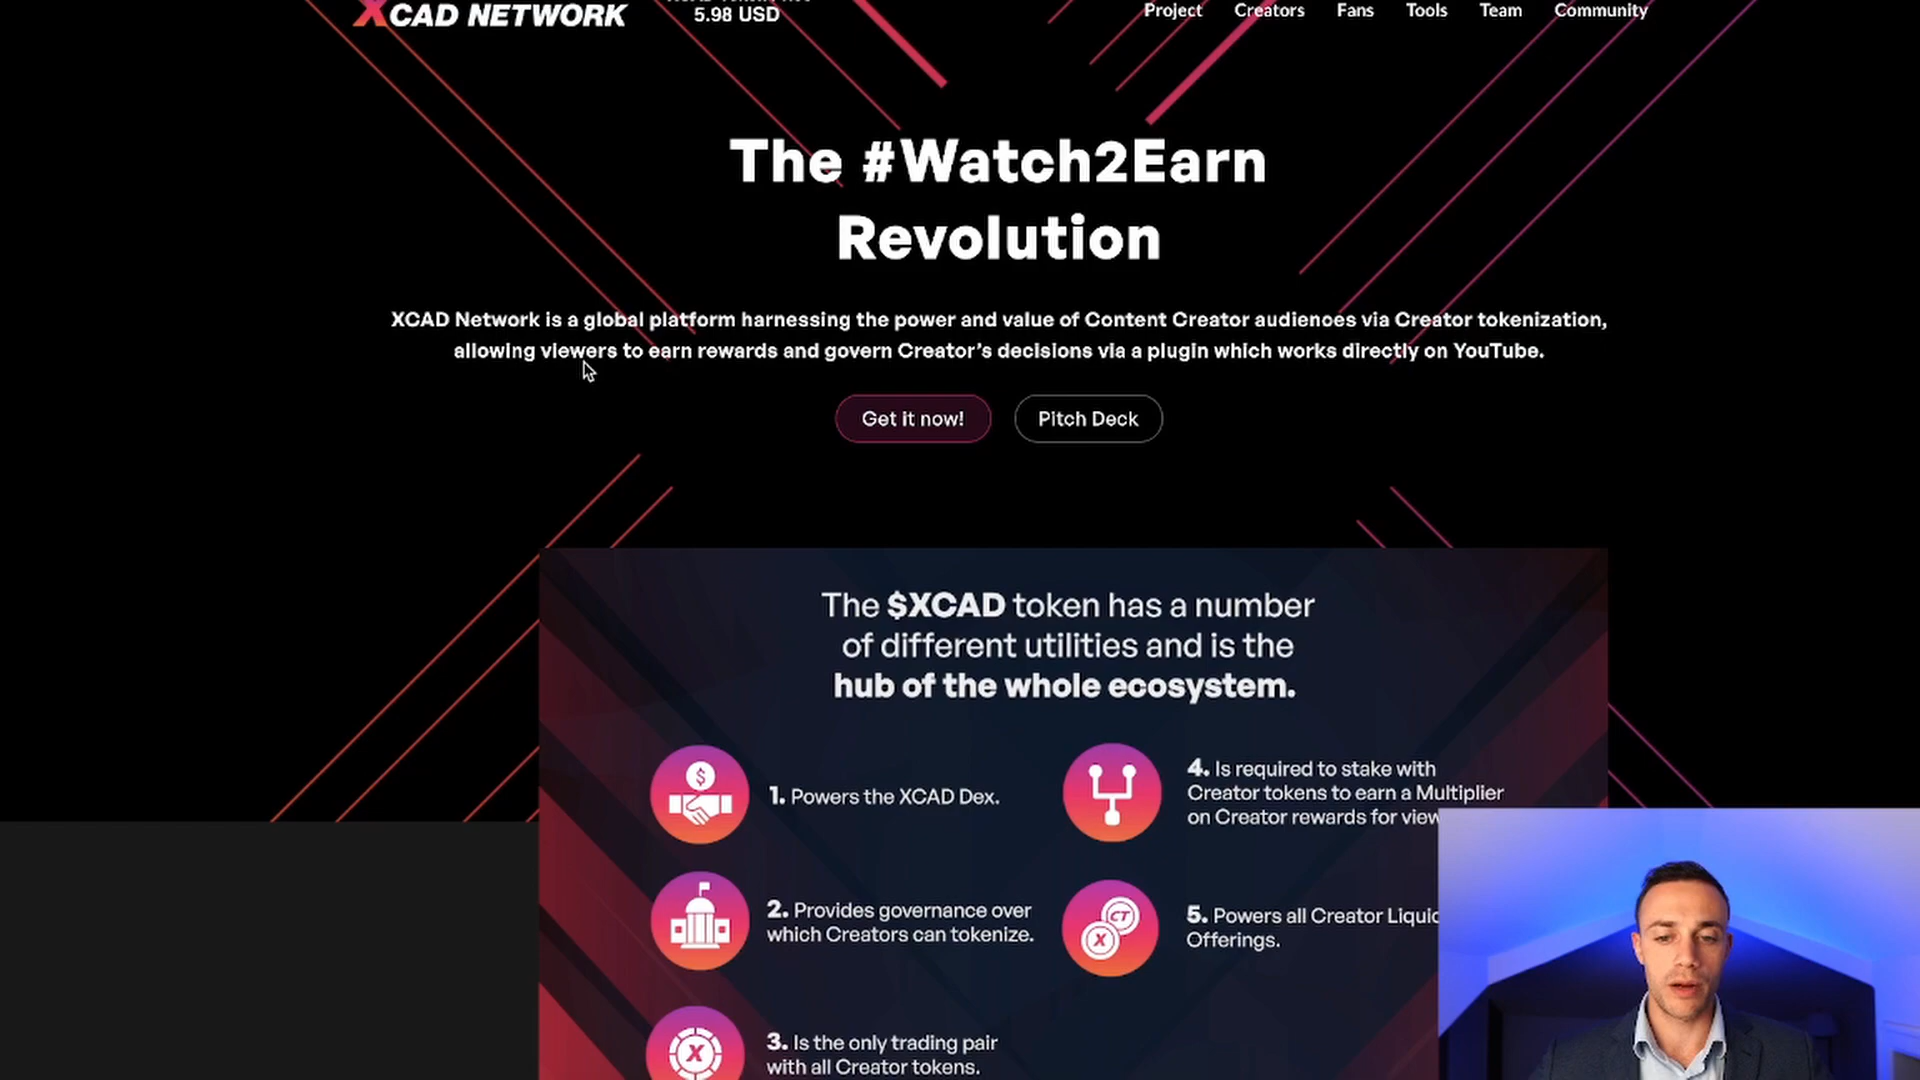 XCAD NETWORK
5.98 USD
Project Creators Fans Tools Team Community
The #Watch2Earn
Revolution
XCAD Network is a global platform harnessing the power and value of Content Creator audiences via Creator tokenization,
allowing viewers to earn rewards and govern Creator's decisions via a plugin which works directly on YouTube.
Get it now! Pitch Deck
The $XCAD token has a number
of different utilities and is the
hub of the whole ecosystem.
$
1. Powers the XCAD Dex.
2. Provides governance over
which Creators can tokenize.
X
3. Is the only trading pair
with all Creator tokens.
4. Is required to stake with
Creator tokens to earn a Multiplier
on Creator rewards for view
CT
X
5. Powers all Creator Liquid
Offerings.